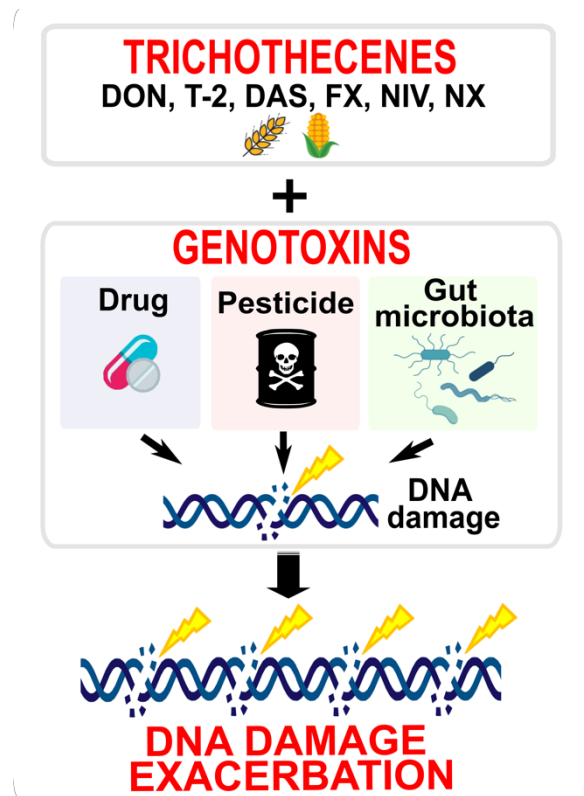 TRICHOTHECENES
DON, T-2, DAS, FX, NIV, NX
+
GENOTOXINS
Drug
Pesticide
Gut
microbiota
DNA
damage
DNA DAMAGE
EXACERBATION